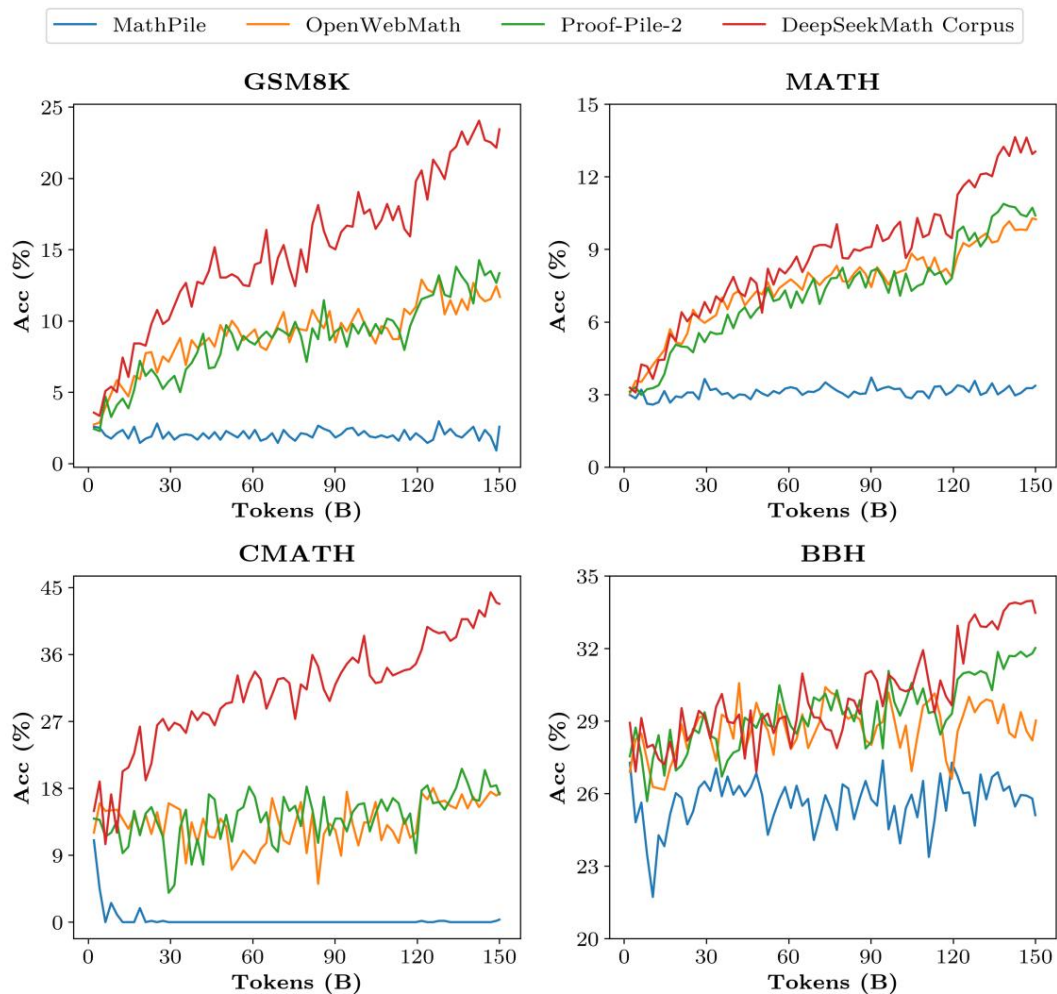 MathPile OpenWebMath Proof-Pile-2 DeepSeekMath Corpus
GSM8K
25
20
15
10
5
0
Acc (%)
0 30 60 90 120 150
Tokens (B)
MATH
15
12
9
6
3
0
Acc (%)
0 30 60 90 120 150
Tokens (B)
CMATH
45
36
27
18
9
0
Acc (%)
0 30 60 90 120 150
Tokens (B)
BBH
35
32
29
26
23
20
Acc (%)
0 30 60 90 120 150
Tokens (B)